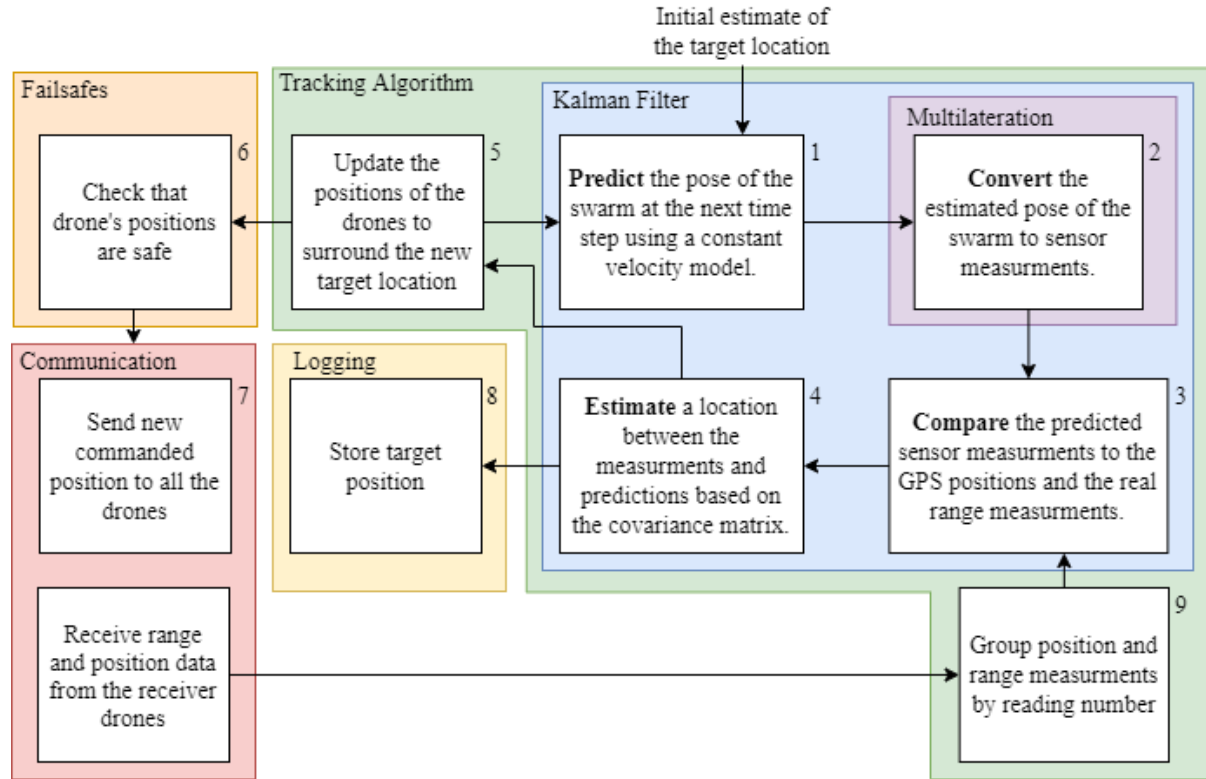 Initial estimate of
the target location
Failsafes
Tracking Algorithm
Kalman Filter
Multilateration
6
Check that
drone's positions
are safe
5
Update the
positions of the
drones to
surround the new
target location
1
Predict the pose of the
swarm at the next time
step using a constant
velocity model.
2
Convert the
estimated pose of the
swarm to sensor
measurments.
Communication
7
Send new
commanded
position to all the
drones
Logging
8
Store target
position
4
Estimate a location
between the
measurments and
predictions based on
the covariance matrix.
3
Compare the predicted
sensor measurments to the
GPS positions and the real
range measurments.
Receive range
and position data
from the receiver
drones
9
Group position and
range measurments
by reading number